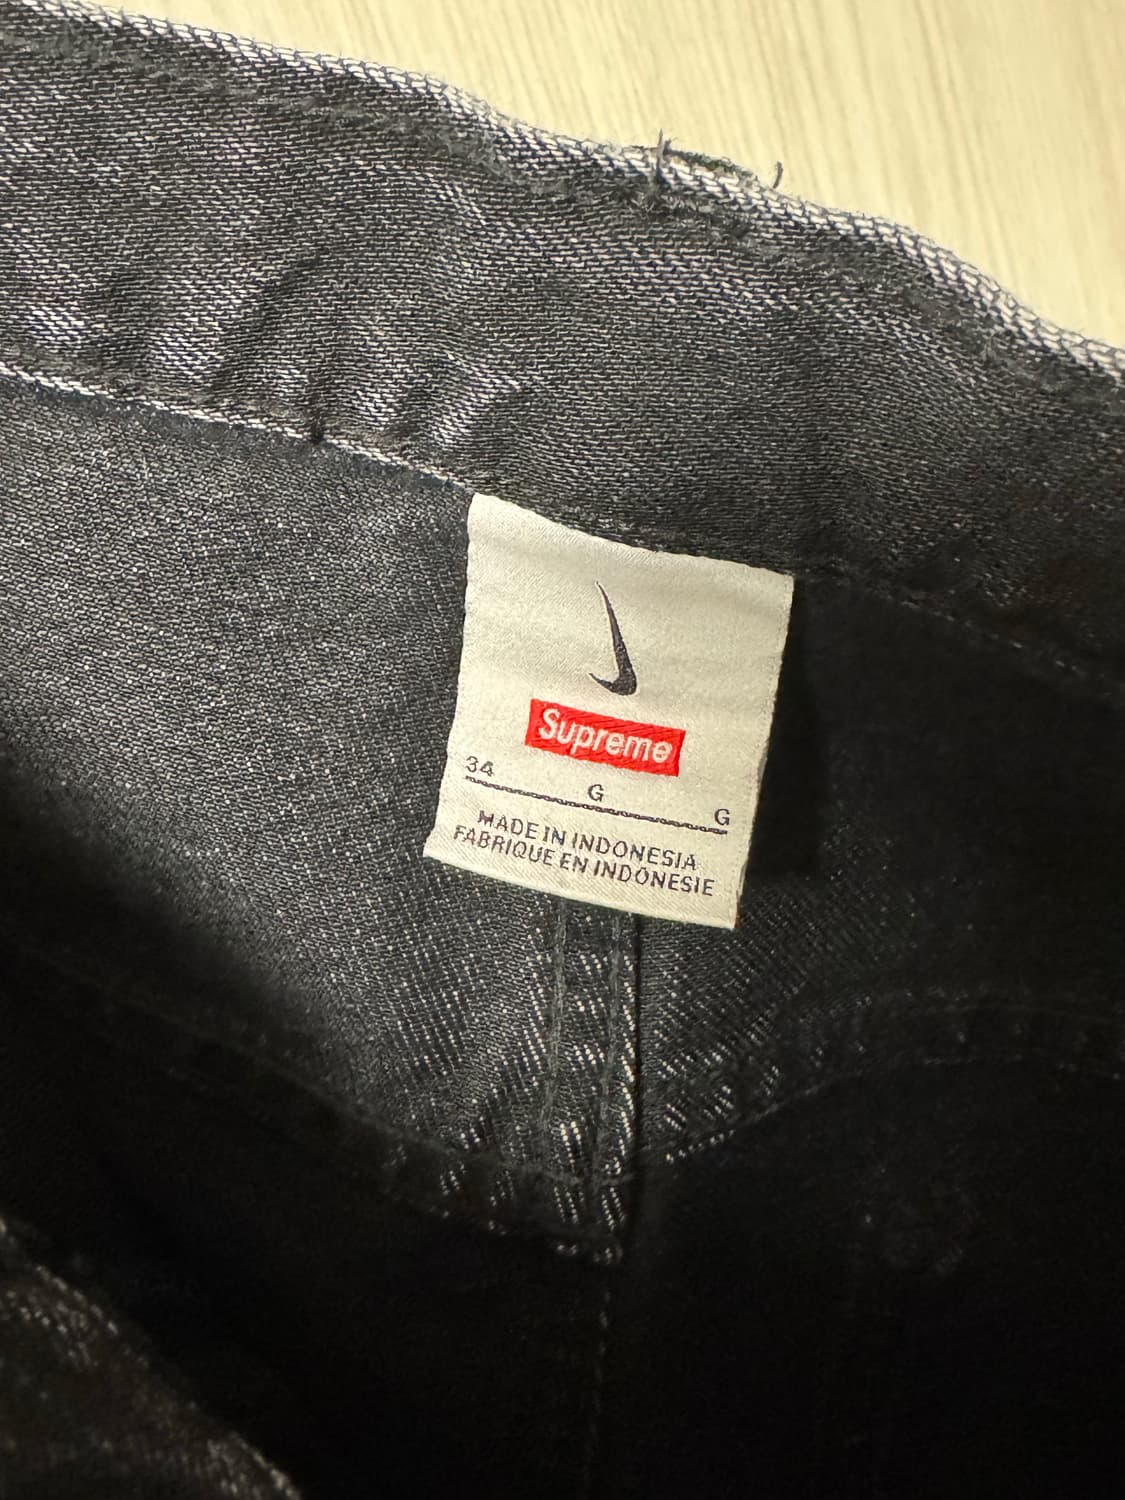 Supreme
34 G G
MADE IN INDONESIA
FABRIQUE EN INDONESIE